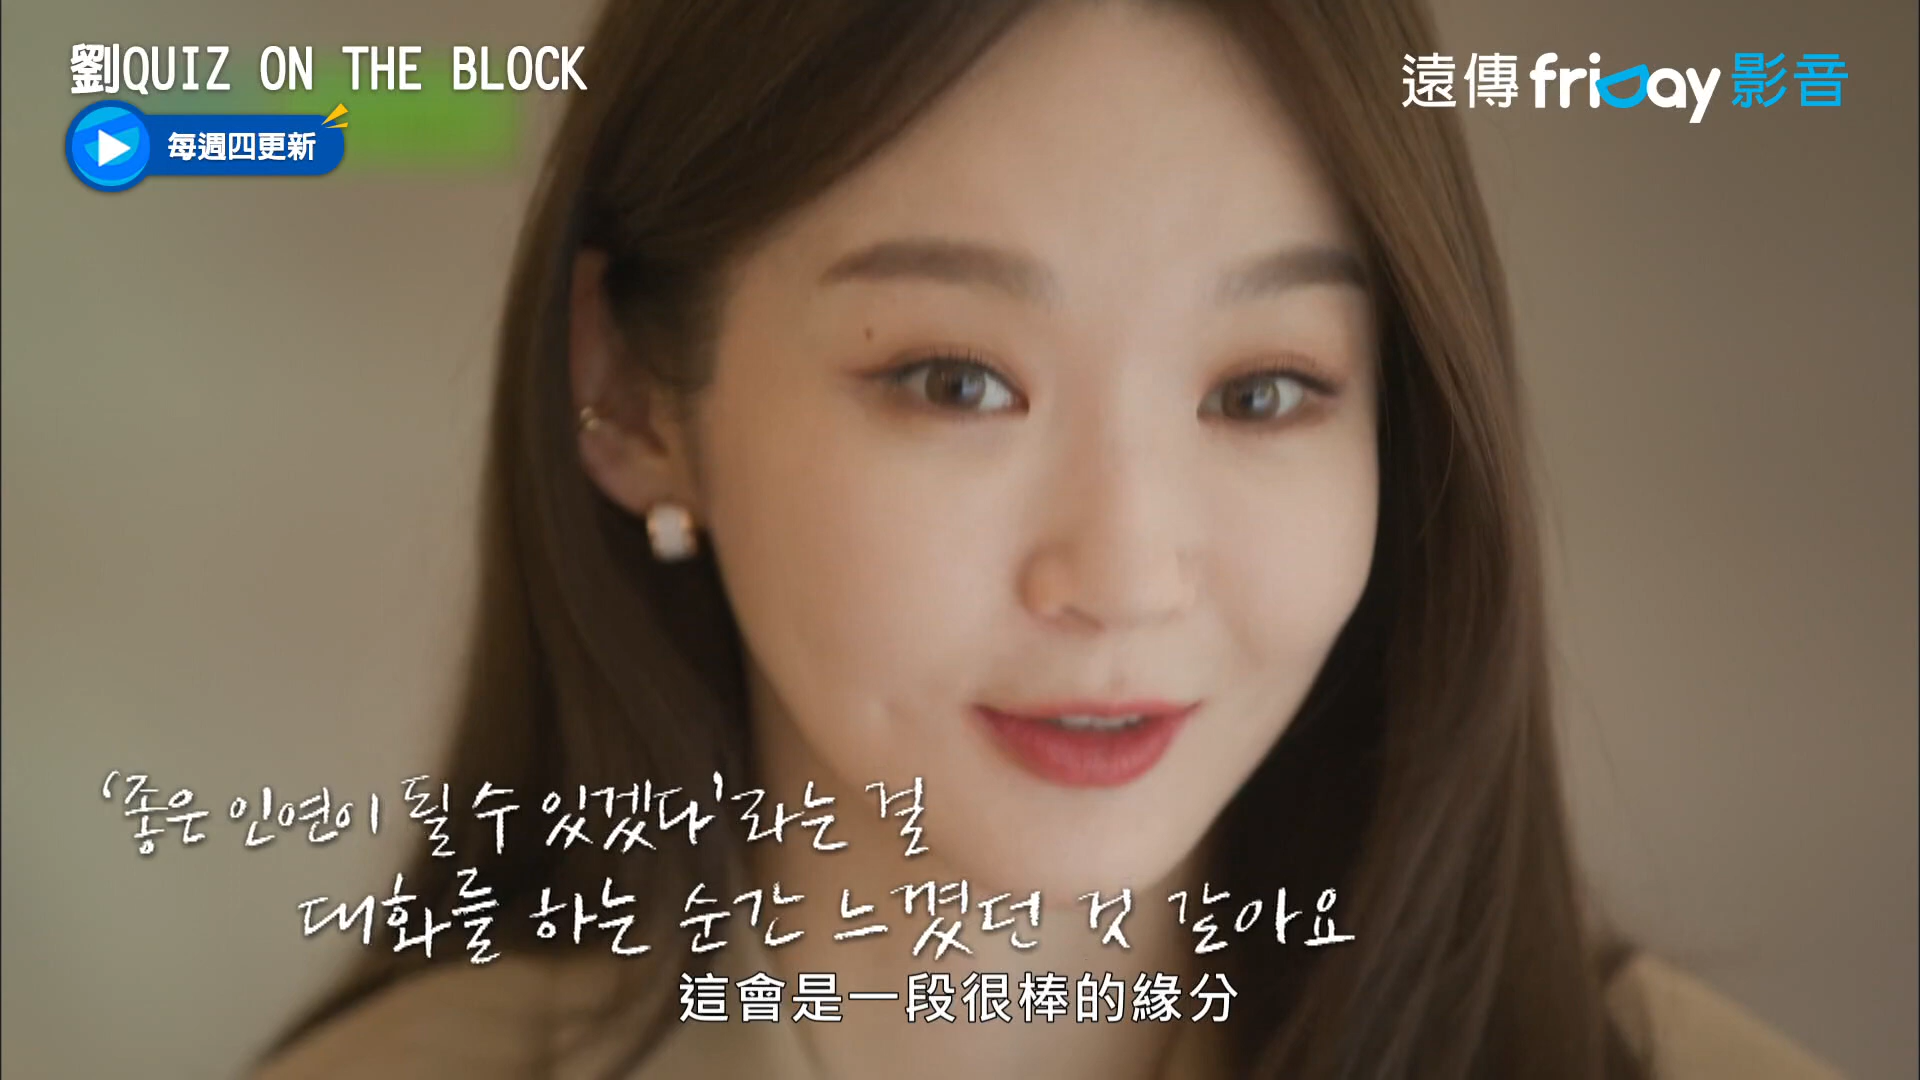 劉QUIZ ON THE BLOCK
遠傳friDay影音
每週四更新
‘좋은 인연이 될 수 있겠다’라는 걸
대화를 하는 순간 느꼈던 것 같아요
這會是一段很棒的緣分